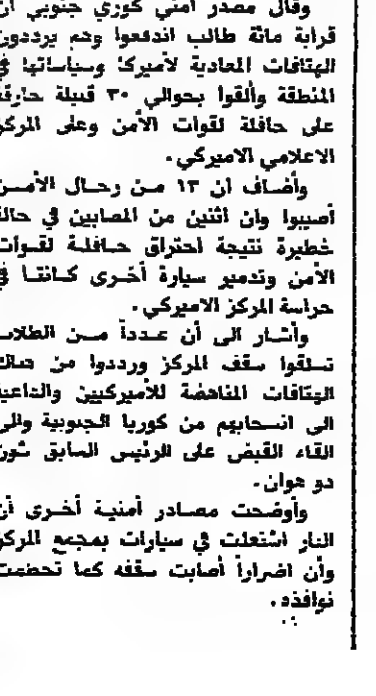 وقال مصدر امني كوري جنوبي ان
قرابة مائة طالب اندفعوا وهم يرددون
الهتافات المعادية لأميركا وسياساتها في
المنطقة وألقوا بحوالي ٣٠ قنبلة حارقة
على حافلة لقوات الأمن وعلى المركز
الاعلامي الاميركي.
وأضاف ان ١٣ من رجال الأمن
أصيبوا وان اثنين من المصابين في حالة
خطيرة نتيجة احتراق حافلة لقوات
الأمن وتدمير سيارة أخرى كانتا في
حراسة المركز الاميركي.
وأشار الى أن عدداً من الطلاب
تسلقوا سقف المركز ورددوا من هناك
الهتافات المناهضة للأميركيين والداعية
الى انسحابهم من كوريا الجنوبية والى
القاء القبض على الرئيس السابق شون
دو هوان.
وأوضحت مصادر أمنية أخرى أن
النار اشتعلت في سيارات بمجمع المركز
وأن اضراراً أصابت سقفه كما تحطمت
نوافذه.